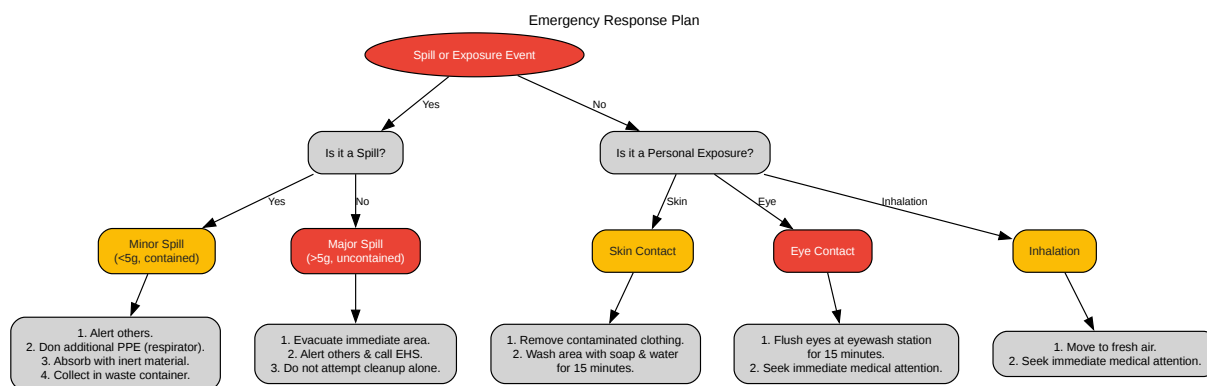 Emergency Response Plan
Spill or Exposure Event
Yes
No
Is it a Spill?
Is it a Personal Exposure?
Yes
No
Skin
Eye
Inhalation
Minor Spill
(<5g, contained)
Major Spill
(>5g, uncontained)
Skin Contact
Eye Contact
Inhalation
1. Alert others.
2. Don additional PPE (respirator).
3. Absorb with inert material.
4. Collect in waste container.
1. Evacuate immediate area.
2. Alert others & call EHS.
3. Do not attempt cleanup alone.
1. Remove contaminated clothing.
2. Wash area with soap & water
for 15 minutes.
1. Flush eyes at eyewash station
for 15 minutes.
2. Seek immediate medical attention.
1. Move to fresh air.
2. Seek immediate medical attention.